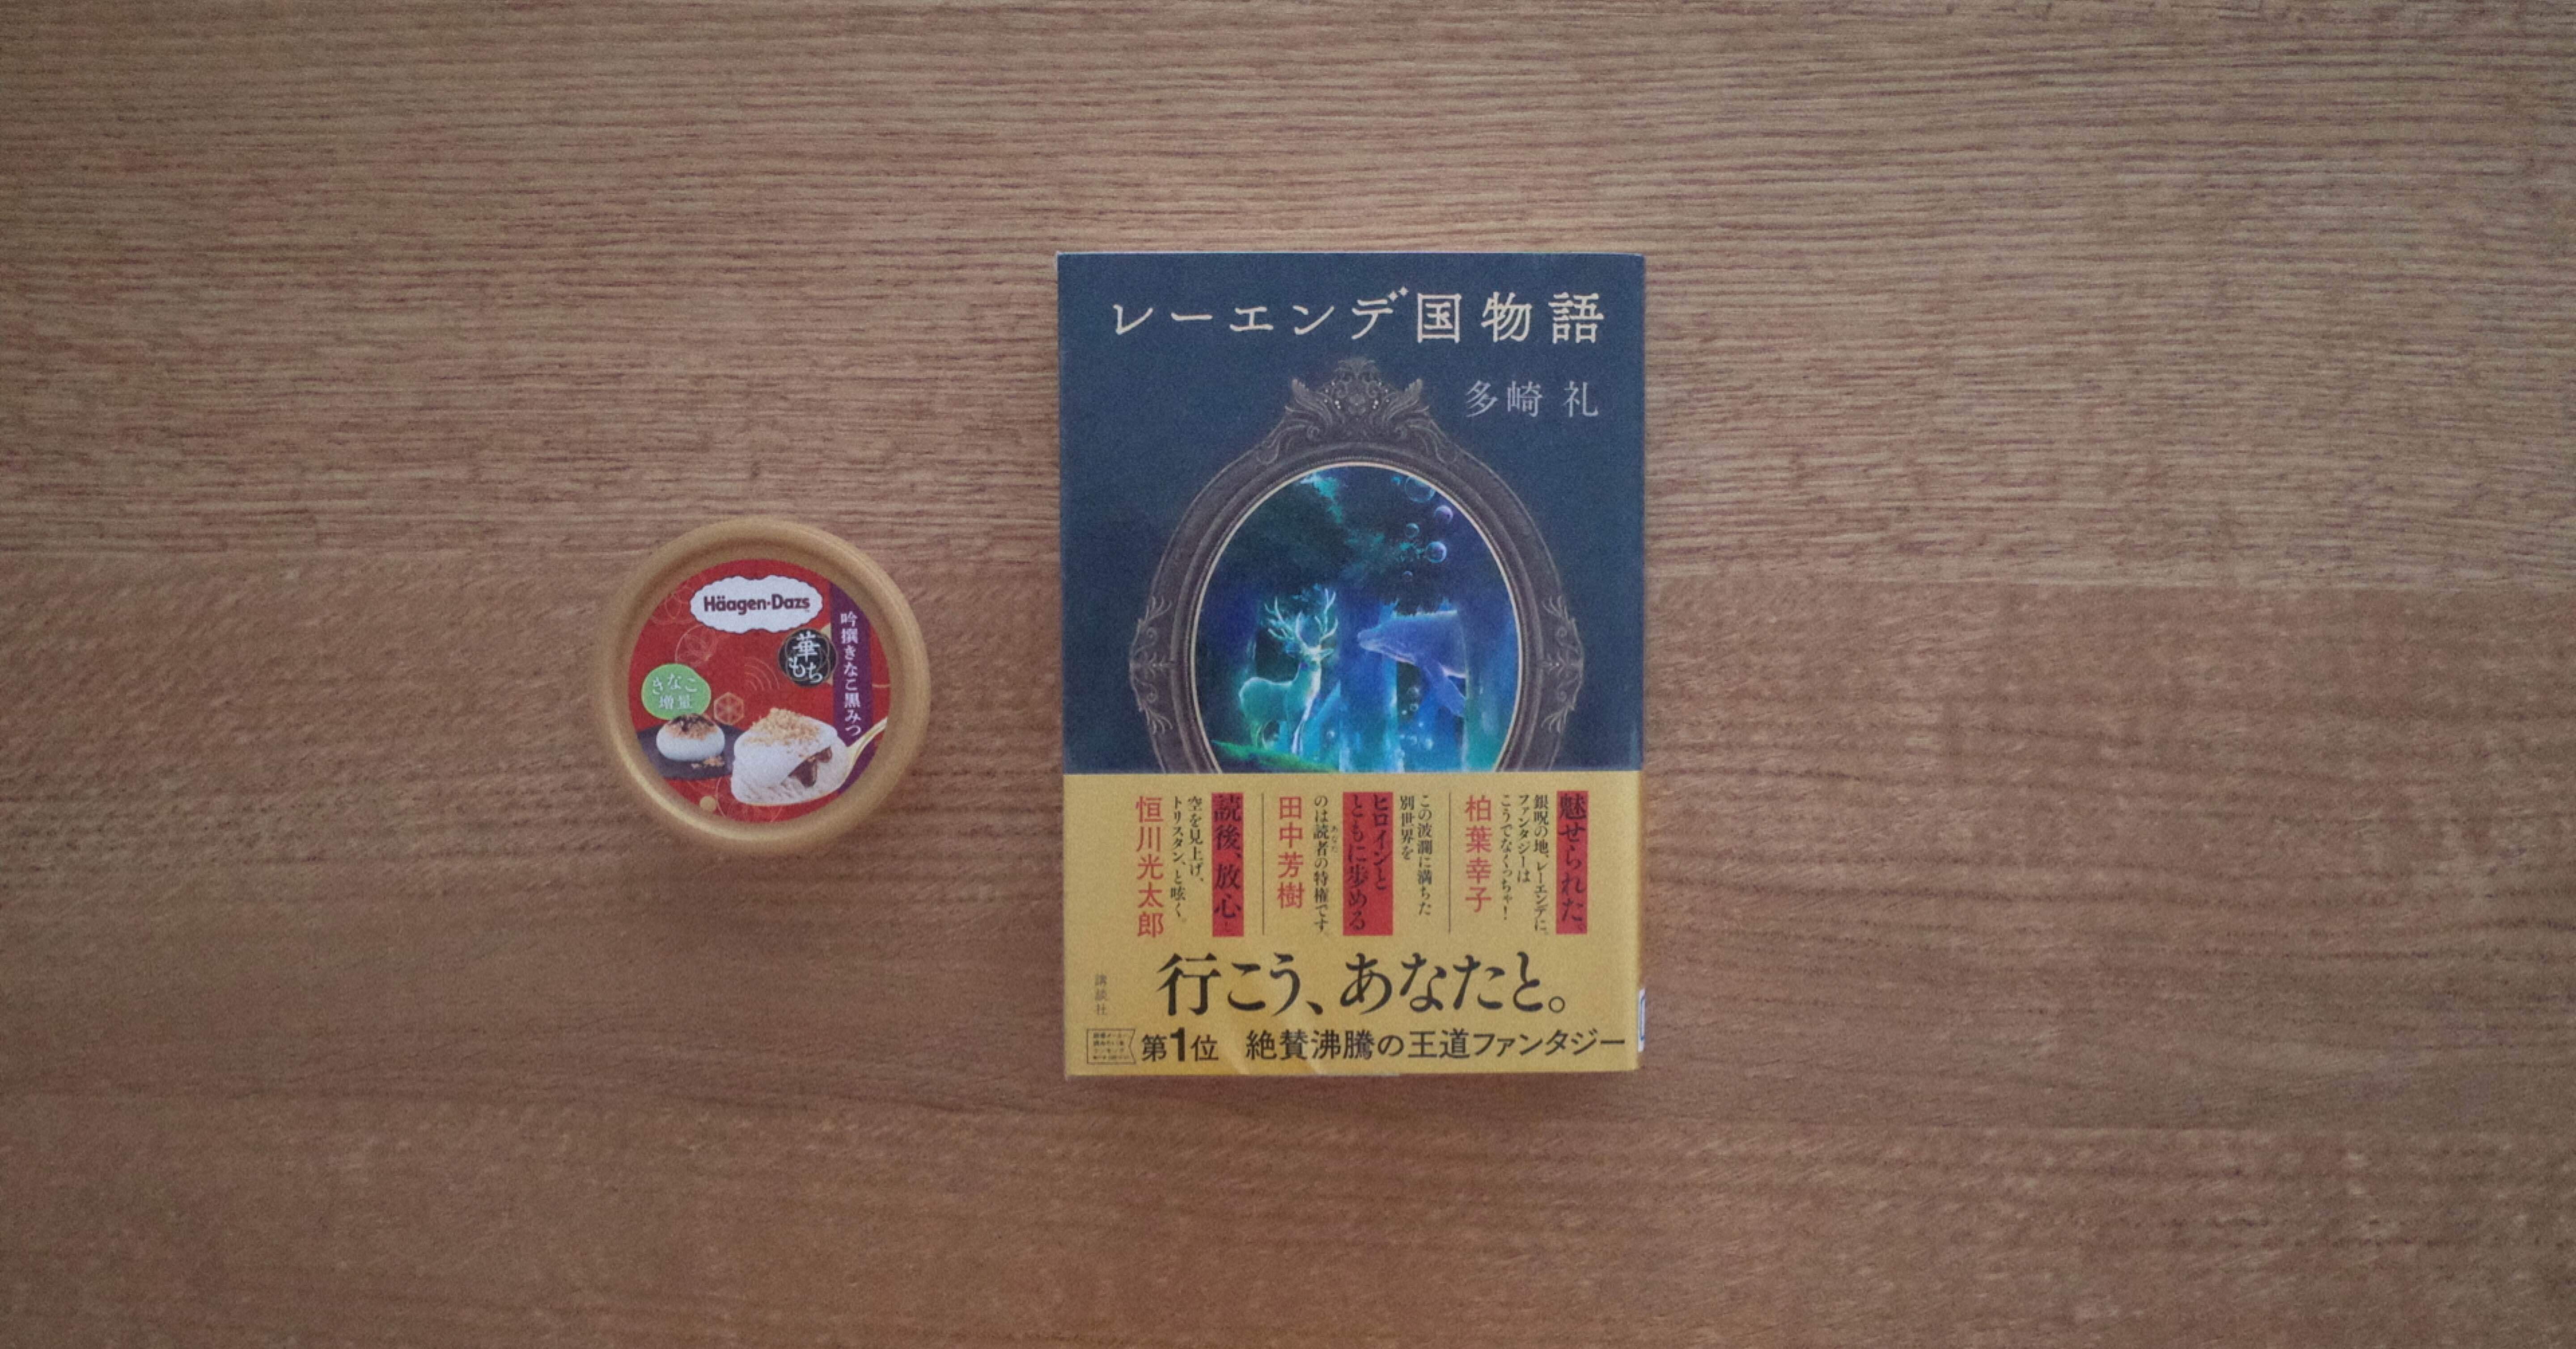 Häagen-Dazs
華もち
吟撰きなこ黒みつ
きなこ
増量
レーエンデ国物語
多崎 礼
魅せられた。
銀呪の地、レーエンデに。
ファンタジーは
こうでなくっちゃ！
柏葉幸子
この波瀾に満ちた
別世界を
ヒロインと
ともに歩める
のは読者の特権です。
あなた
田中芳樹
読後、放心し
空を見上げ、
トリスタン、と呟く。
恒川光太郎
行こう、あなたと。
講談社
第1位 絶賛沸騰の王道ファンタジー